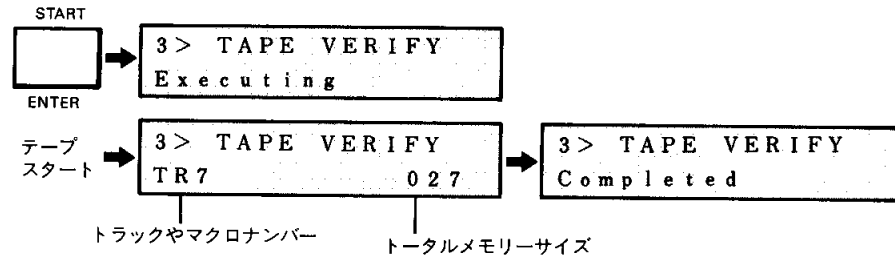 START
3> TAPE VERIFY
Executing
ENTER
テープ
スタート
3> TAPE VERIFY
TR7 027
3> TAPE VERIFY
Completed
トラックやマクロナンバー
トータルメモリーサイズ